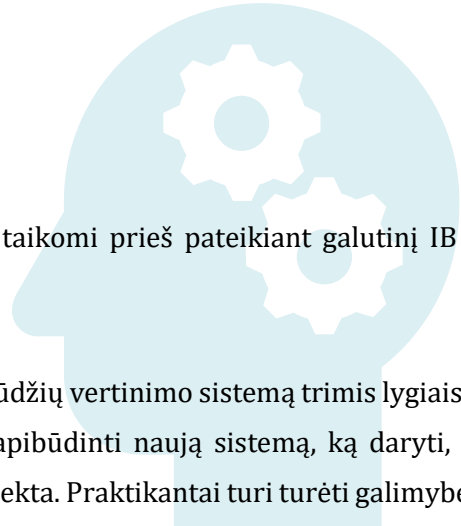 taikomi prieš pateikiant galutinį IB
ūdžių vertinimo sistemą trimis lygiais
apibūdinti naują sistemą, ką daryti,
ekta. Praktikantai turi turėti galimybę